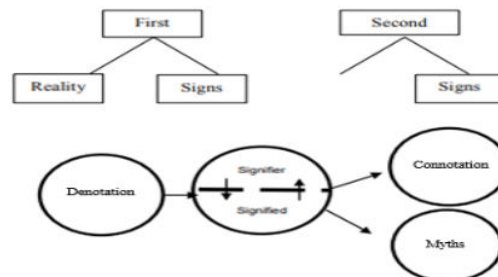 First
Second
Reality
Signs
Signs
Denotation
Signifier
Signified
Connotation
Myths